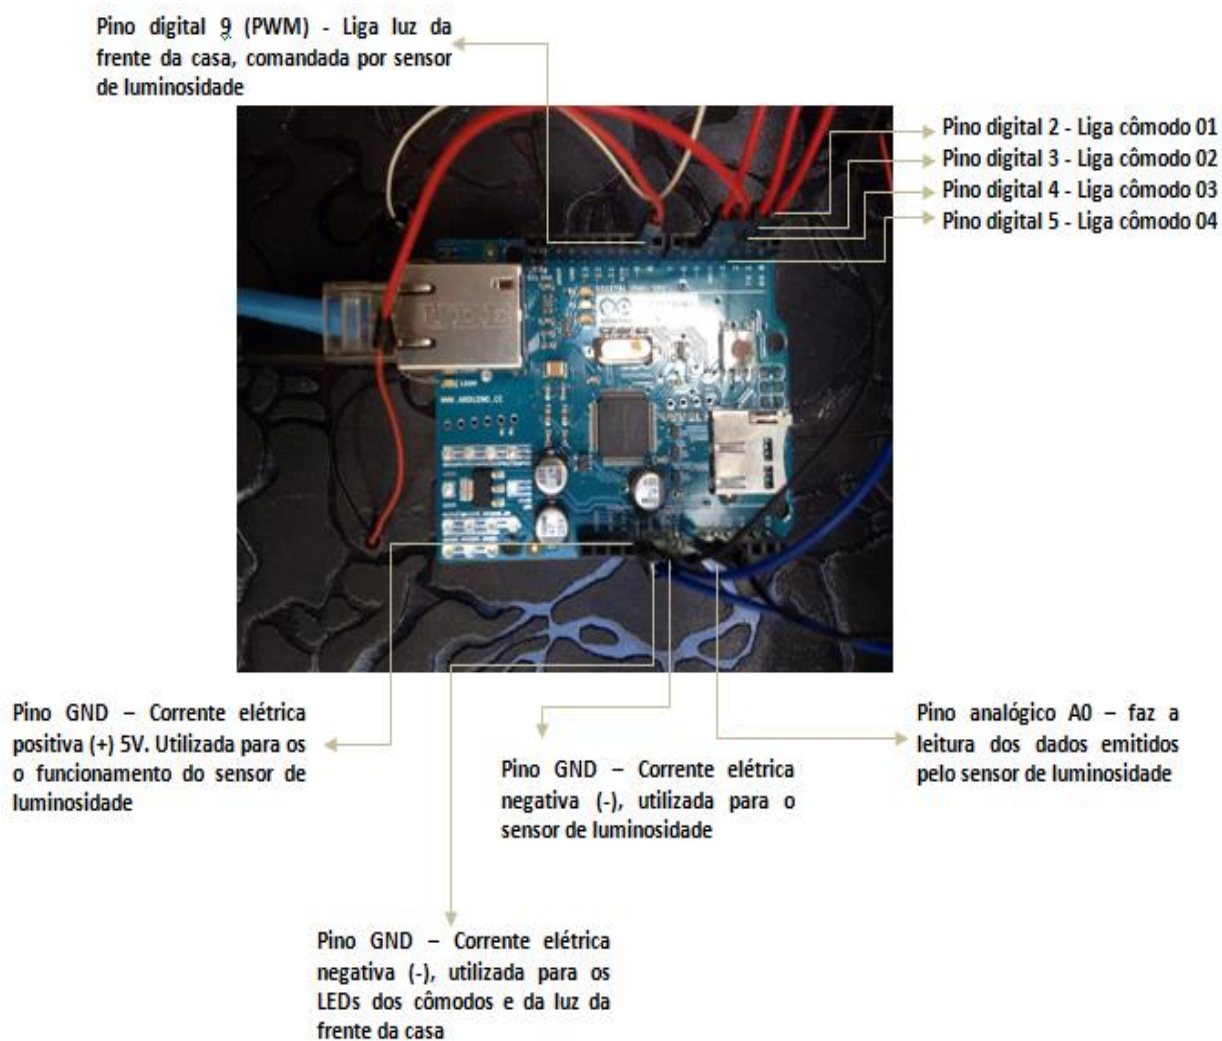 Pino digital 9 (PWM) - Liga luz da
frente da casa, comandada por sensor
de luminosidade
Pino digital 2 - Liga cômodo 01
Pino digital 3 - Liga cômodo 02
Pino digital 4 - Liga cômodo 03
Pino digital 5 - Liga cômodo 04
WWW.ARDUINO.CC
Pino GND – Corrente elétrica
positiva (+) 5V. Utilizada para os
o funcionamento do sensor de
luminosidade
Pino GND – Corrente elétrica
negativa (-), utilizada para o
sensor de luminosidade
Pino analógico A0 – faz a
leitura dos dados emitidos
pelo sensor de luminosidade
Pino GND – Corrente elétrica
negativa (-), utilizada para os
LEDs dos cômodos e da luz da
frente da casa